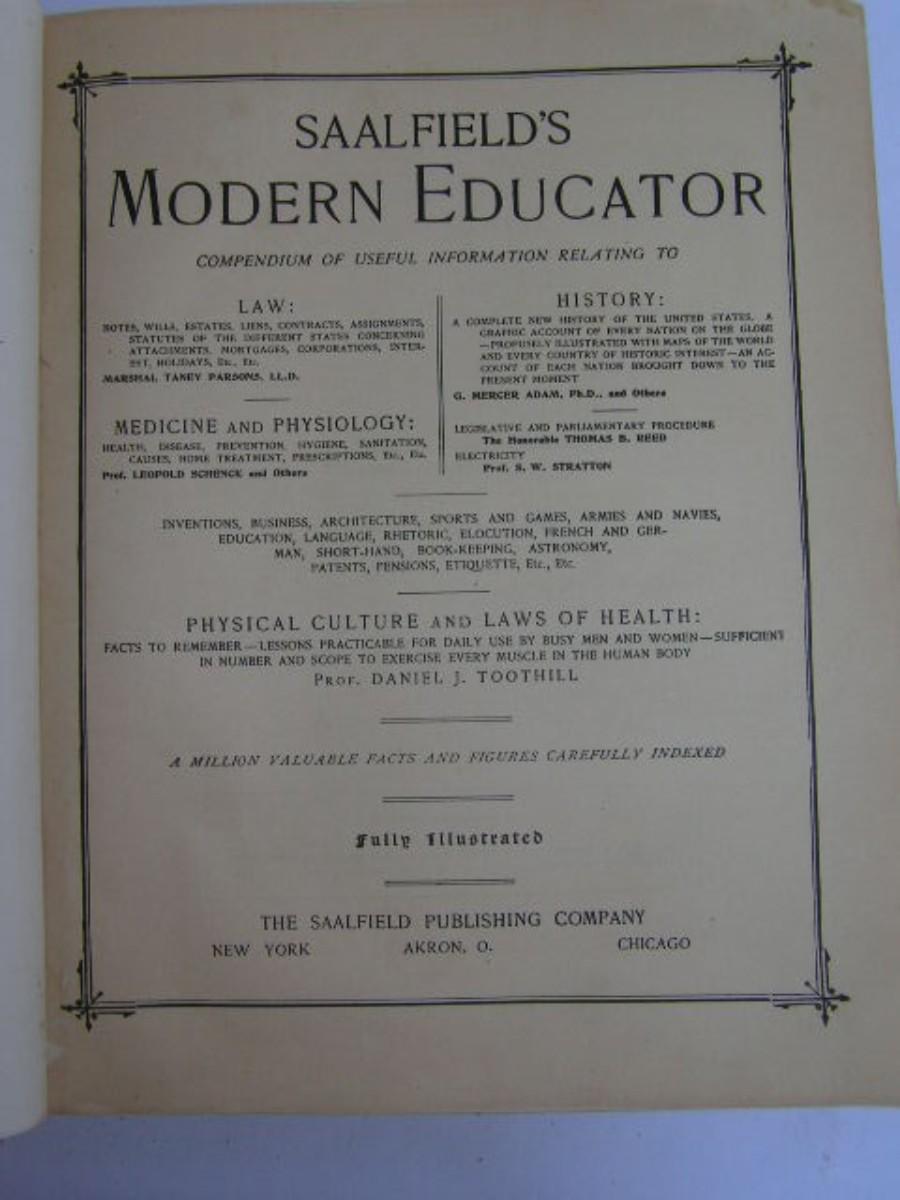 SAALFIELD'S
MODERN EDUCATOR
COMPENDIUM OF USEFUL INFORMATION RELATING TO
LAW:
NOTES, WILLS, ESTATES, LIENS, CONTRACTS, ASSIGNMENTS,
STATUTES OF THE DIFFERENT STATES CONCERNING
ATTACHMENTS, MORTGAGES, CORPORATIONS, INTER-
EST, HOLIDAYS, Etc., Etc.
MARSHAL TANEY PARSONS, LL.D.
MEDICINE AND PHYSIOLOGY:
HEALTH, DISEASE, PREVENTION, HYGIENE, SANITATION,
CAUSES, HOME TREATMENT, PRESCRIPTIONS, Etc., Etc.
Prof. LEOPOLD SCHENCK and Others
HISTORY:
A COMPLETE NEW HISTORY OF THE UNITED STATES. A
GRAPHIC ACCOUNT OF EVERY NATION ON THE GLOBE
—PROFUSELY ILLUSTRATED WITH MAPS OF THE WORLD
AND EVERY COUNTRY OF HISTORIC INTEREST—AN AC-
COUNT OF EACH NATION BROUGHT DOWN TO THE
PRESENT MOMENT
G. MERCER ADAM, Ph.D., and Others
LEGISLATIVE AND PARLIAMENTARY PROCEDURE
The Honorable THOMAS B. REED
ELECTRICITY
Prof. S. W. STRATTON
INVENTIONS, BUSINESS, ARCHITECTURE, SPORTS AND GAMES, ARMIES AND NAVIES,
EDUCATION, LANGUAGE, RHETORIC, ELOCUTION, FRENCH AND GER-
MAN, SHORT-HAND, BOOK-KEEPING, ASTRONOMY,
PATENTS, PENSIONS, ETIQUETTE, Etc., Etc.
PHYSICAL CULTURE AND LAWS OF HEALTH:
FACTS TO REMEMBER—LESSONS PRACTICABLE FOR DAILY USE BY BUSY MEN AND WOMEN—SUFFICIENT
IN NUMBER AND SCOPE TO EXERCISE EVERY MUSCLE IN THE HUMAN BODY
PROF. DANIEL J. TOOTHILL
A MILLION VALUABLE FACTS AND FIGURES CAREFULLY INDEXED
Fully Illustrated
THE SAALFIELD PUBLISHING COMPANY
NEW YORK AKRON, O. CHICAGO